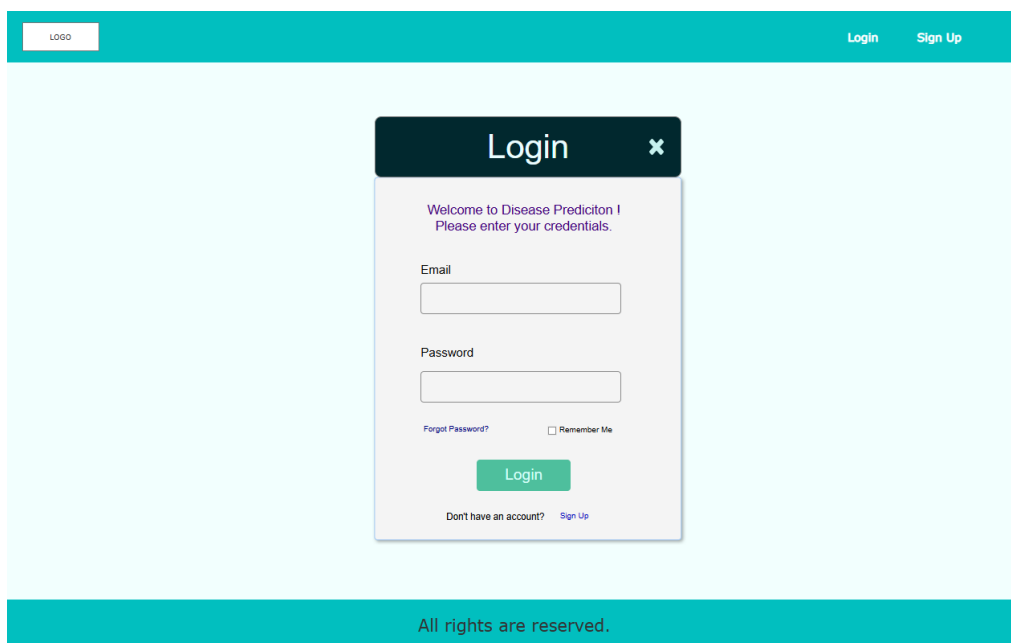 LOGO
Login
Sign Up
Login
Welcome to Disease Prediciton !
Please enter your credentials.
Email
Password
Forgot Password?
Remember Me
Login
Don't have an account?
Sign Up
All rights are reserved.